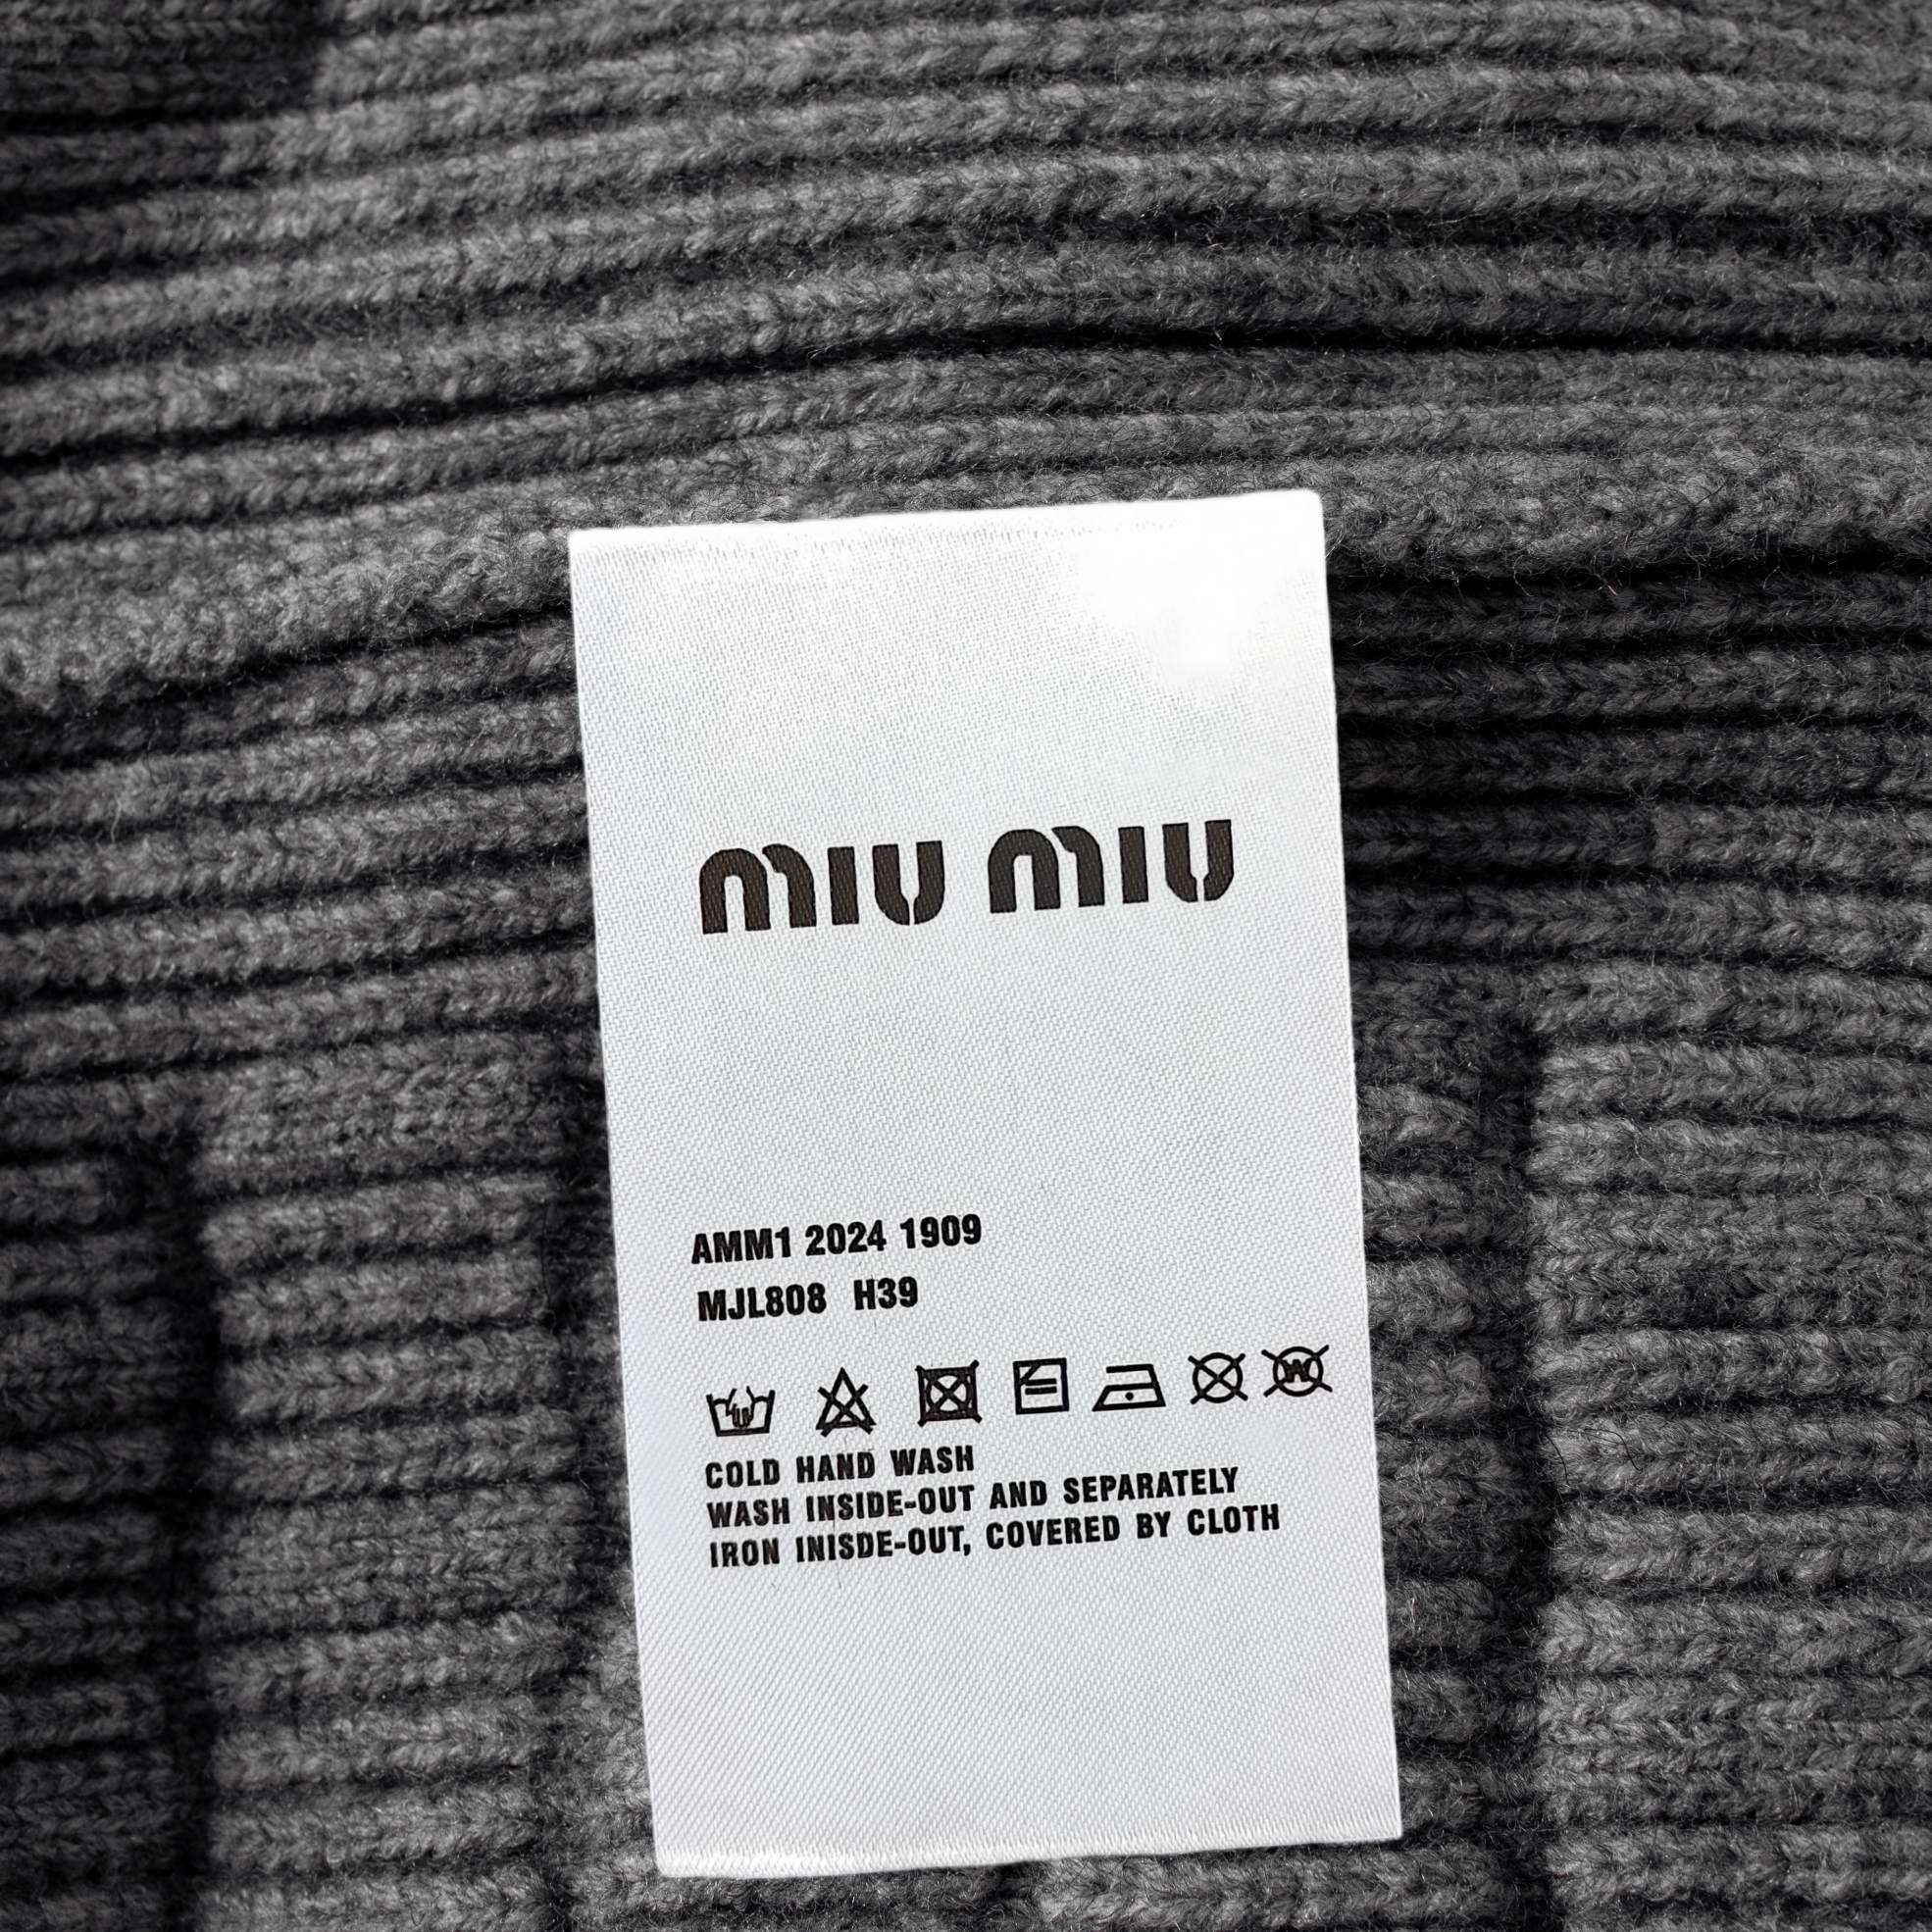 MIU MIU
AMM1 2024 1909
MJL808 H39
W
COLD HAND WASH
WASH INSIDE-OUT AND SEPARATELY
IRON INISDE-OUT, COVERED BY CLOTH